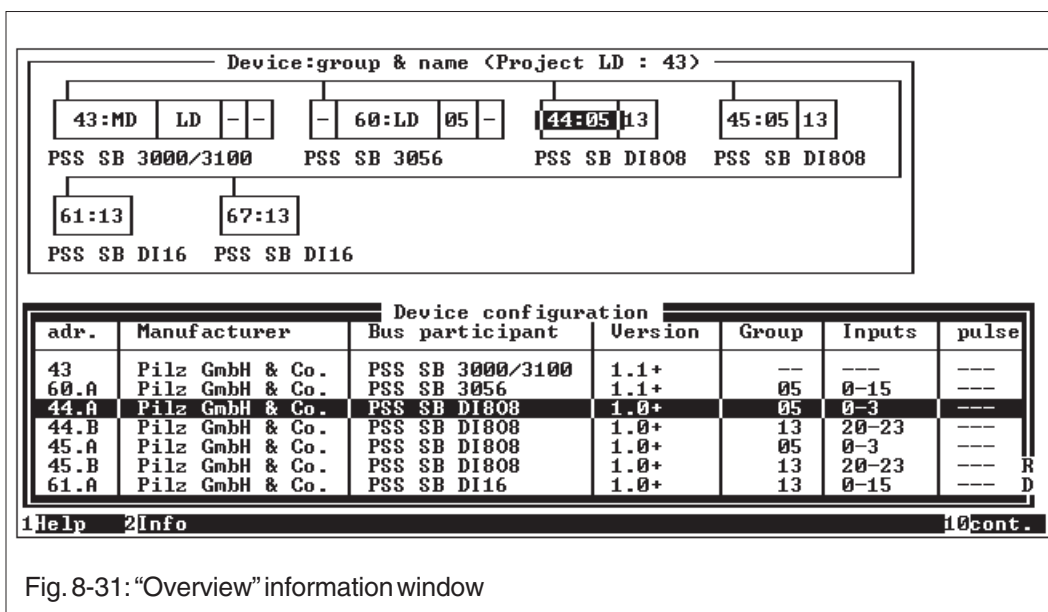 Device:group & name (Project LD : 43)
43:MD LD - - - 60:LD 05 - 44:05 13 45:05 13
PSS SB 3000/3100 PSS SB 3056 PSS SB DI8O8 PSS SB DI8O8
61:13 67:13
PSS SB DI16 PSS SB DI16
Device configuration
adr. Manufacturer Bus participant Version Group Inputs pulse
43 Pilz GmbH & Co. PSS SB 3000/3100 1.1+ -- --- ---
60.A Pilz GmbH & Co. PSS SB 3056 1.1+ 05 0-15 ---
44.A Pilz GmbH & Co. PSS SB DI8O8 1.0+ 05 0-3 ---
44.B Pilz GmbH & Co. PSS SB DI8O8 1.0+ 13 20-23 ---
45.A Pilz GmbH & Co. PSS SB DI8O8 1.0+ 05 0-3 ---
45.B Pilz GmbH & Co. PSS SB DI8O8 1.0+ 13 20-23 --- R
61.A Pilz GmbH & Co. PSS SB DI16 1.0+ 13 0-15 --- D
1Help 2Info 10cont.
Fig. 8-31: “Overview” information window